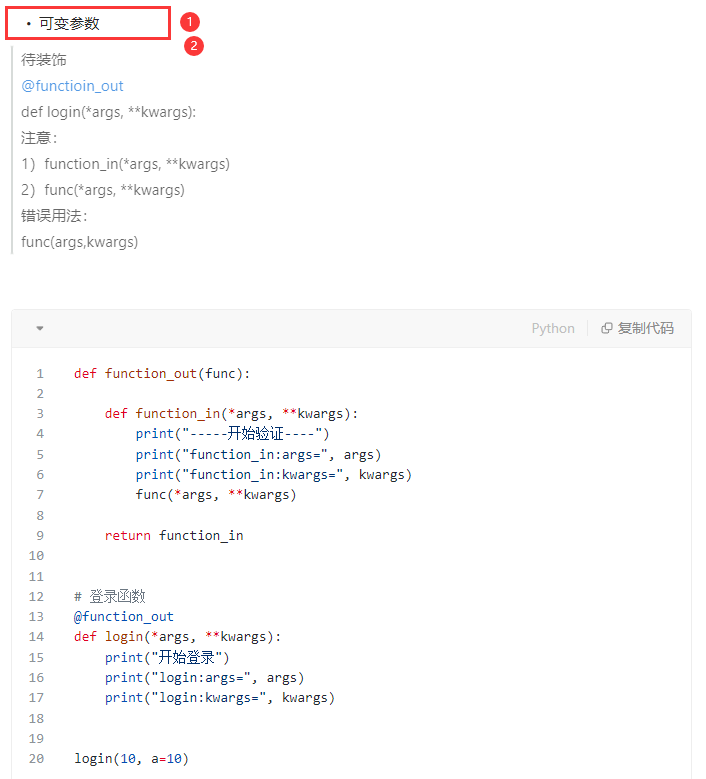 • 可变参数 1
2
待装饰
@functioin_out
def login(*args, **kwargs):
注意：
1）function_in(*args, **kwargs)
2）func(*args, **kwargs)
错误用法：
func(args,kwargs)
Python 复制代码
1 def function_out(func):
2
3     def function_in(*args, **kwargs):
4         print("-----开始验证----")
5         print("function_in:args=", args)
6         print("function_in:kwargs=", kwargs)
7         func(*args, **kwargs)
8
9     return function_in
10
11
12 # 登录函数
13 @function_out
14 def login(*args, **kwargs):
15     print("开始登录")
16     print("login:args=", args)
17     print("login:kwargs=", kwargs)
18
19
20 login(10, a=10)